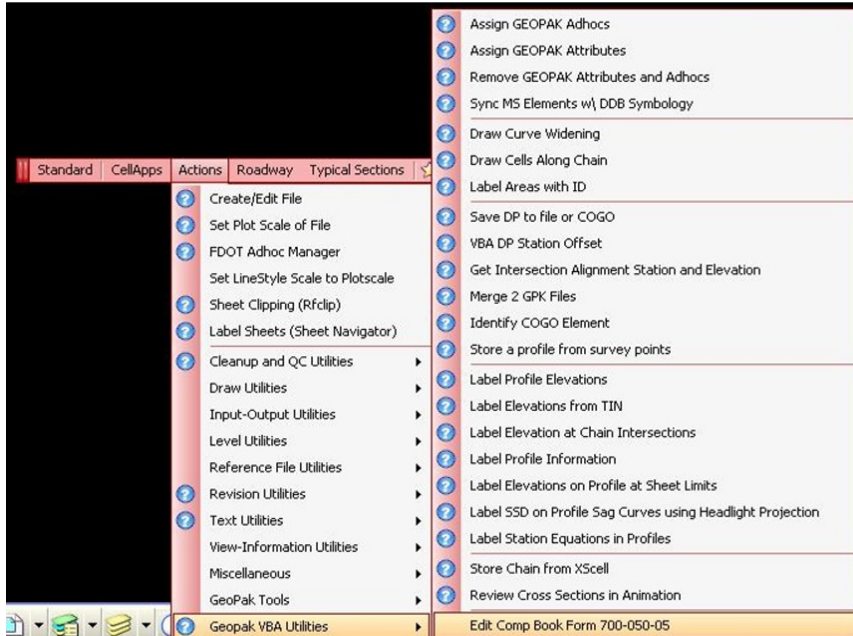 Standard CellApps Actions Roadway Typical Sections
Create/Edit File
Set Plot Scale of File
FDOT Adhoc Manager
Set LineStyle Scale to Plotscale
Sheet Clipping (Rfclip)
Label Sheets (Sheet Navigator)
Cleanup and QC Utilities
Draw Utilities
Input-Output Utilities
Level Utilities
Reference File Utilities
Revision Utilities
Text Utilities
View-Information Utilities
Miscellaneous
GeoPak Tools
Geopak VBA Utilities
Assign GEOPAK Adhocs
Assign GEOPAK Attributes
Remove GEOPAK Attributes and Adhocs
Sync MS Elements w\ DDB Symbology
Draw Curve Widening
Draw Cells Along Chain
Label Areas with ID
Save DP to file or COGO
VBA DP Station Offset
Get Intersection Alignment Station and Elevation
Merge 2 GPK Files
Identify COGO Element
Store a profile from survey points
Label Profile Elevations
Label Elevations from TIN
Label Elevation at Chain Intersections
Label Profile Information
Label Elevations on Profile at Sheet Limits
Label SSD on Profile Sag Curves using Headlight Projection
Label Station Equations in Profiles
Store Chain from XScell
Review Cross Sections in Animation
Edit Comp Book Form 700-050-05